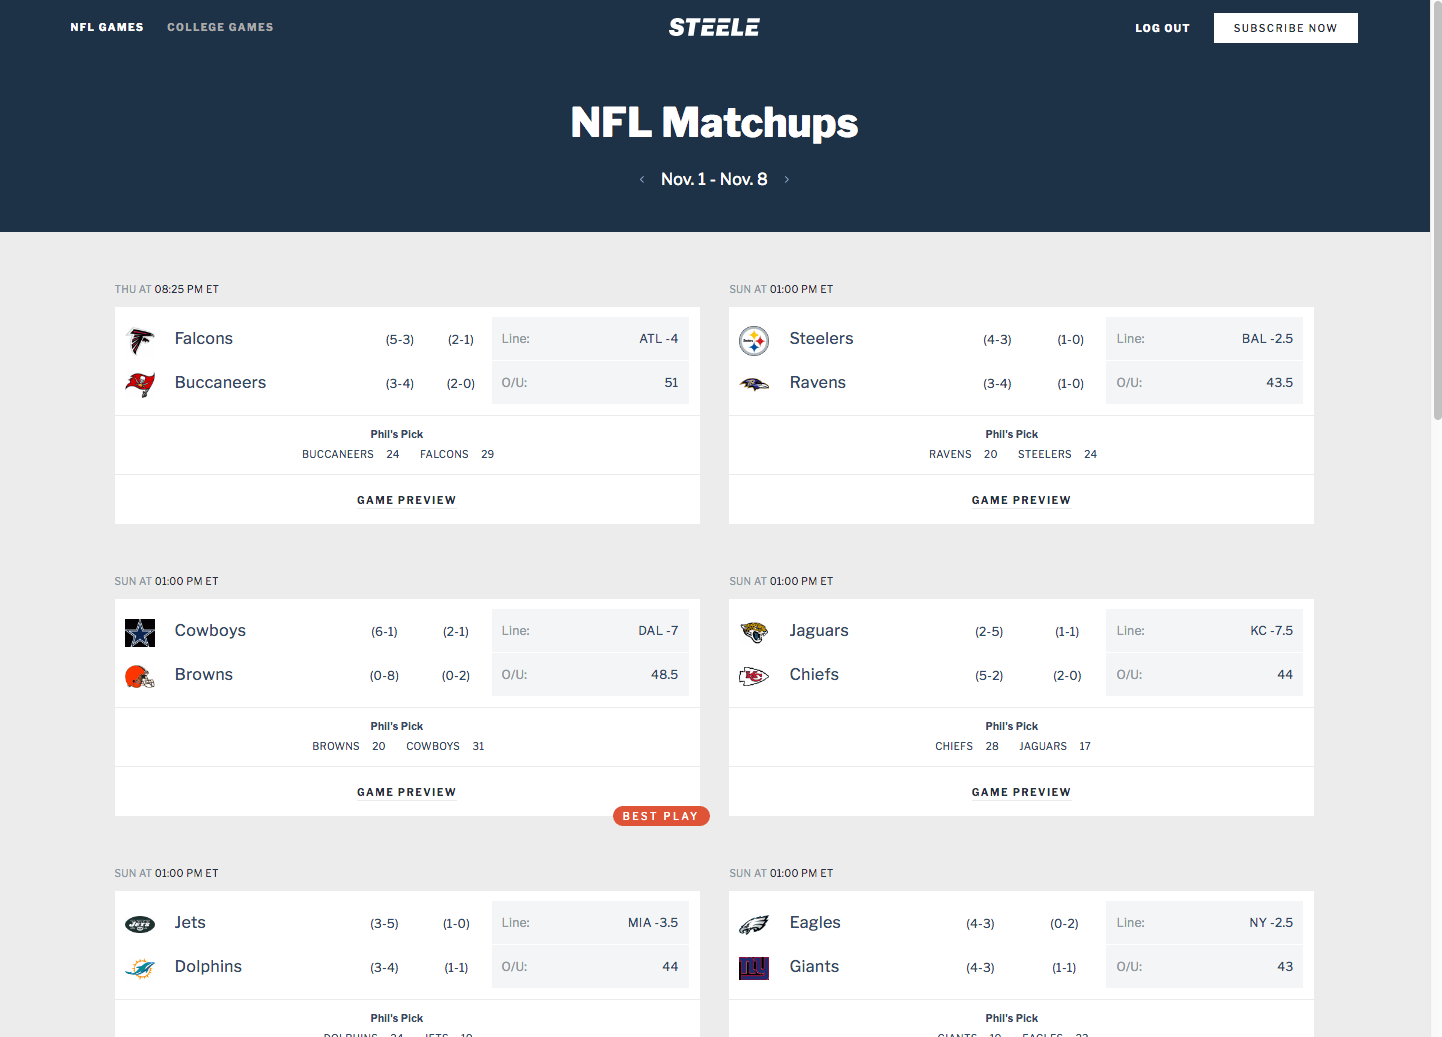 NFL GAMES COLLEGE GAMES STEELE LOG OUT SUBSCRIBE NOW
NFL Matchups
‹ Nov. 1 - Nov. 8 ›
THU AT 08:25 PM ET
Falcons (5-3) (2-1) Line: ATL -4
Buccaneers (3-4) (2-0) O/U: 51
Phil's Pick
BUCCANEERS 24 FALCONS 29
GAME PREVIEW
SUN AT 01:00 PM ET
Steelers (4-3) (1-0) Line: BAL -2.5
Ravens (3-4) (1-0) O/U: 43.5
Phil's Pick
RAVENS 20 STEELERS 24
GAME PREVIEW
SUN AT 01:00 PM ET
Cowboys (6-1) (2-1) Line: DAL -7
Browns (0-8) (0-2) O/U: 48.5
Phil's Pick
BROWNS 20 COWBOYS 31
GAME PREVIEW
BEST PLAY
SUN AT 01:00 PM ET
Jaguars (2-5) (1-1) Line: KC -7.5
Chiefs (5-2) (2-0) O/U: 44
Phil's Pick
CHIEFS 28 JAGUARS 17
GAME PREVIEW
SUN AT 01:00 PM ET
Jets (3-5) (1-0) Line: MIA -3.5
Dolphins (3-4) (1-1) O/U: 44
Phil's Pick
DOLPHINS 24 JETS
SUN AT 01:00 PM ET
Eagles (4-3) (0-2) Line: NY -2.5
Giants (4-3) (1-1) O/U: 43
Phil's Pick
GIANTS EAGLES